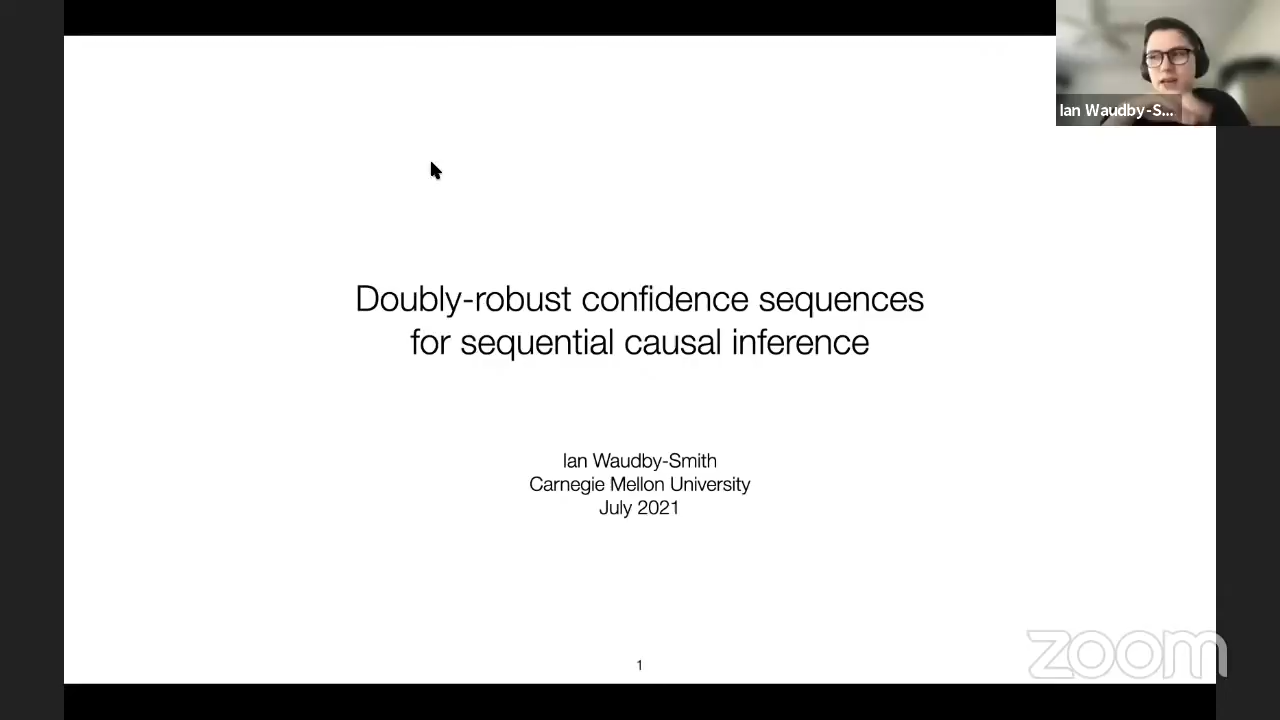 Ian Waudby-S...
Doubly-robust confidence sequences
for sequential causal inference
Ian Waudby-Smith
Carnegie Mellon University
July 2021
1
zoom